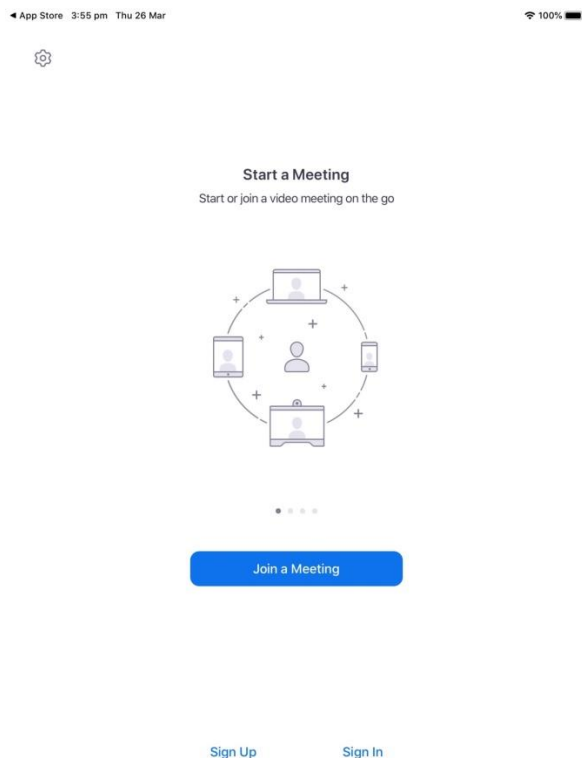 App Store 3:55 pm Thu 26 Mar 100%
Start a Meeting
Start or join a video meeting on the go
Join a Meeting
Sign Up Sign In